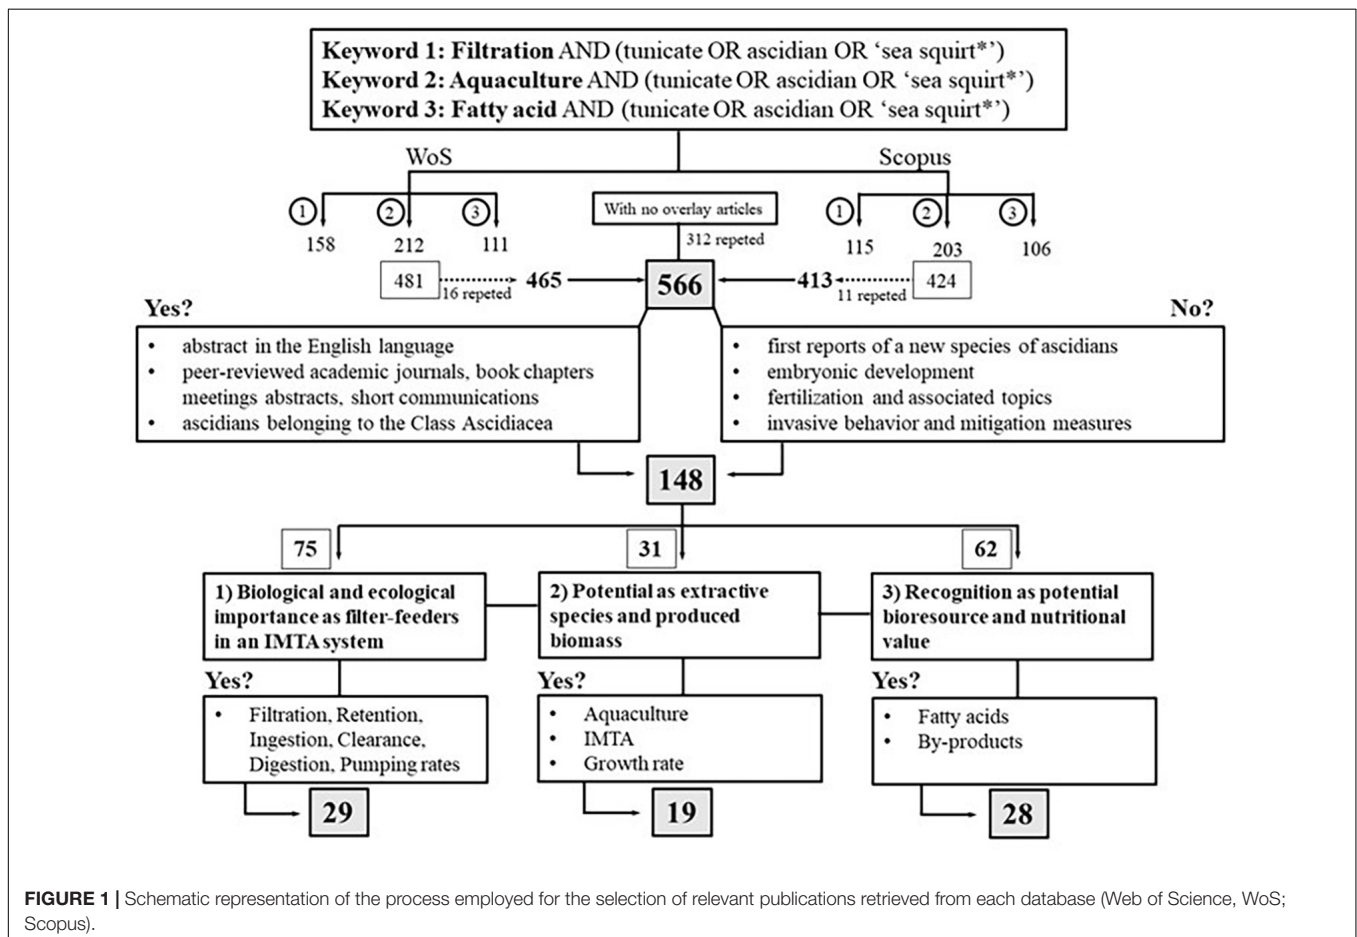 Keyword 1: Filtration AND (tunicate OR ascidian OR ‘sea squirt*’)
Keyword 2: Aquaculture AND (tunicate OR ascidian OR ‘sea squirt*’)
Keyword 3: Fatty acid AND (tunicate OR ascidian OR ‘sea squirt*’)
WoS
Scopus
1
2
3
With no overlay articles
1
2
3
158
212
111
312 repeted
115
203
106
481
16 repeted
465
566
413
11 repeted
424
Yes?
No?
• abstract in the English language
• peer-reviewed academic journals, book chapters
meetings abstracts, short communications
• ascidians belonging to the Class Ascidiacea
• first reports of a new species of ascidians
• embryonic development
• fertilization and associated topics
• invasive behavior and mitigation measures
148
75
31
62
1) Biological and ecological
importance as filter-feeders
in an IMTA system
2) Potential as extractive
species and produced
biomass
3) Recognition as potential
bioresource and nutritional
value
Yes?
Yes?
Yes?
• Filtration, Retention,
Ingestion, Clearance,
Digestion, Pumping rates
• Aquaculture
• IMTA
• Growth rate
• Fatty acids
• By-products
29
19
28
FIGURE 1 | Schematic representation of the process employed for the selection of relevant publications retrieved from each database (Web of Science, WoS;
Scopus).